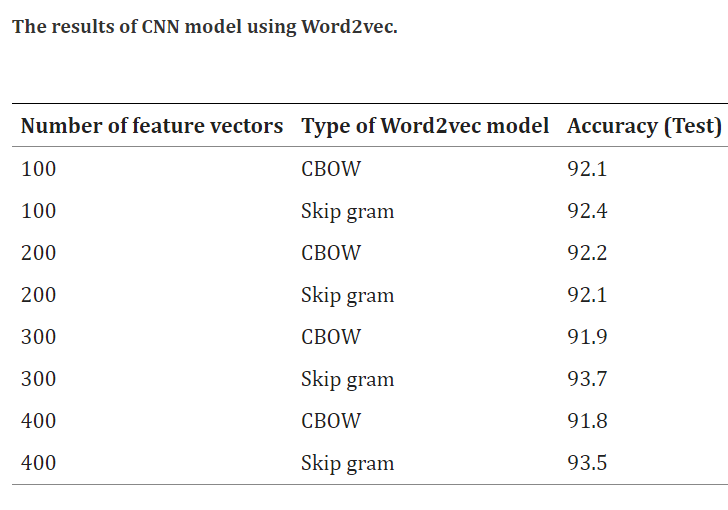 The results of CNN model using Word2vec.
Number of feature vectors Type of Word2vec model Accuracy (Test)
100 CBOW 92.1
100 Skip gram 92.4
200 CBOW 92.2
200 Skip gram 92.1
300 CBOW 91.9
300 Skip gram 93.7
400 CBOW 91.8
400 Skip gram 93.5